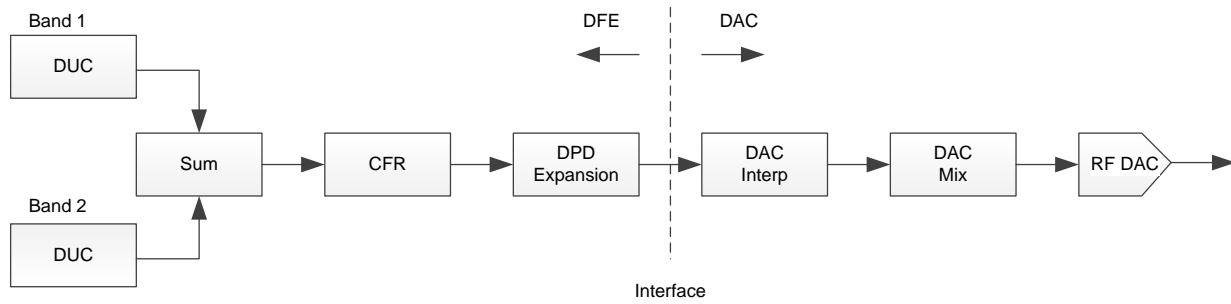 Band 1
DUC
DFE
DAC
Sum
CFR
DPD
Expansion
DAC
Interp
DAC
Mix
RF DAC
Band 2
DUC
Interface